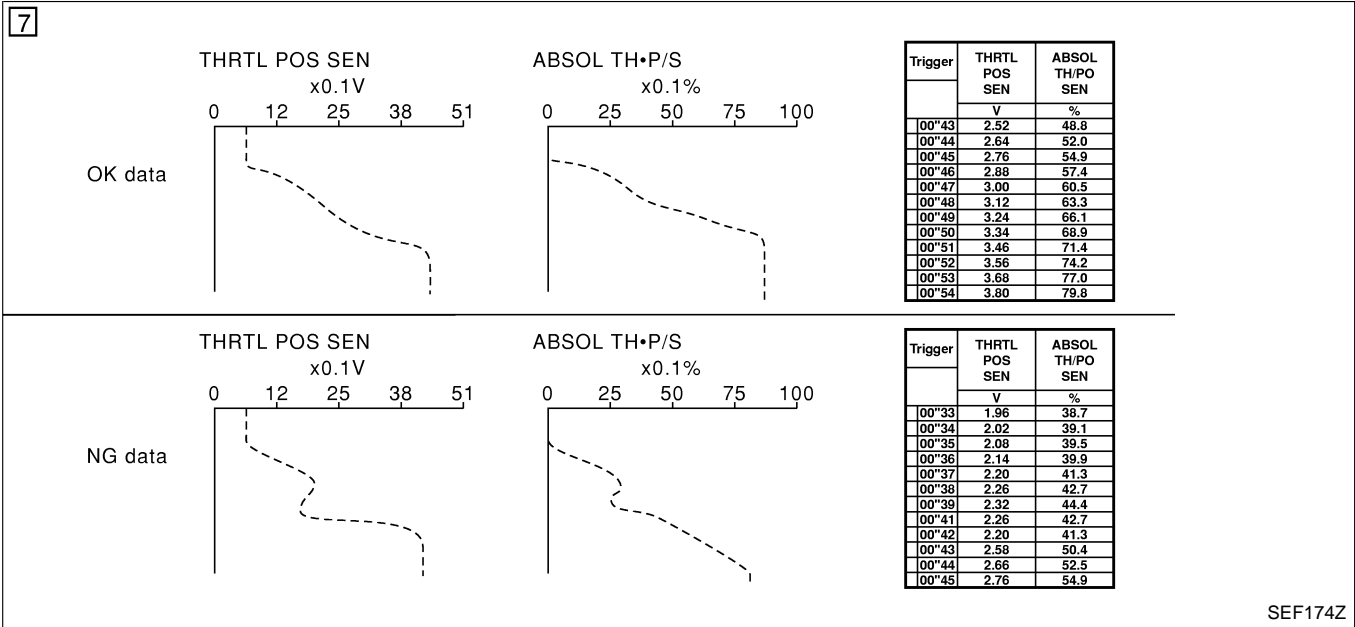 7
THRTL POS SEN
x0.1V
0 12 25 38 51
ABSOL TH•P/S
x0.1%
0 25 50 75 100
OK data
Trigger THRTL POS SEN ABSOL TH/PO SEN
V %
00"43 2.52 48.8
00"44 2.64 52.0
00"45 2.76 54.9
00"46 2.88 57.4
00"47 3.00 60.5
00"48 3.12 63.3
00"49 3.24 66.1
00"50 3.34 68.9
00"51 3.46 71.4
00"52 3.56 74.2
00"53 3.68 77.0
00"54 3.80 79.8
THRTL POS SEN
x0.1V
0 12 25 38 51
ABSOL TH•P/S
x0.1%
0 25 50 75 100
NG data
Trigger THRTL POS SEN ABSOL TH/PO SEN
V %
00"33 1.96 38.7
00"34 2.02 39.1
00"35 2.08 39.5
00"36 2.14 39.9
00"37 2.20 41.3
00"38 2.26 42.7
00"39 2.32 44.4
00"41 2.26 42.7
00"42 2.20 41.3
00"43 2.58 50.4
00"44 2.66 52.5
00"45 2.76 54.9
SEF174Z